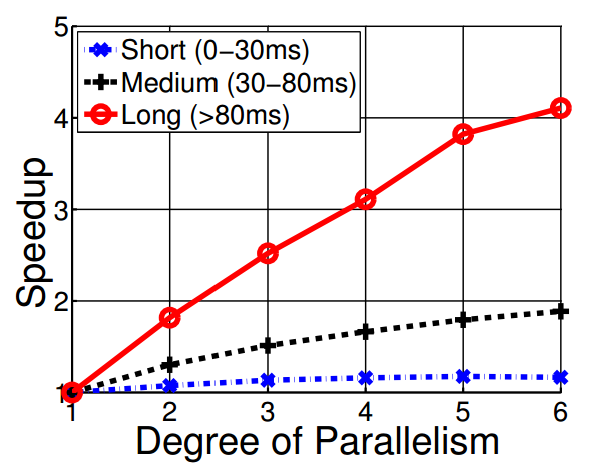 5
Short (0−30ms)
Medium (30−80ms)
Long (>80ms)
4
3
2
1
Speedup
1 2 3 4 5 6
Degree of Parallelism